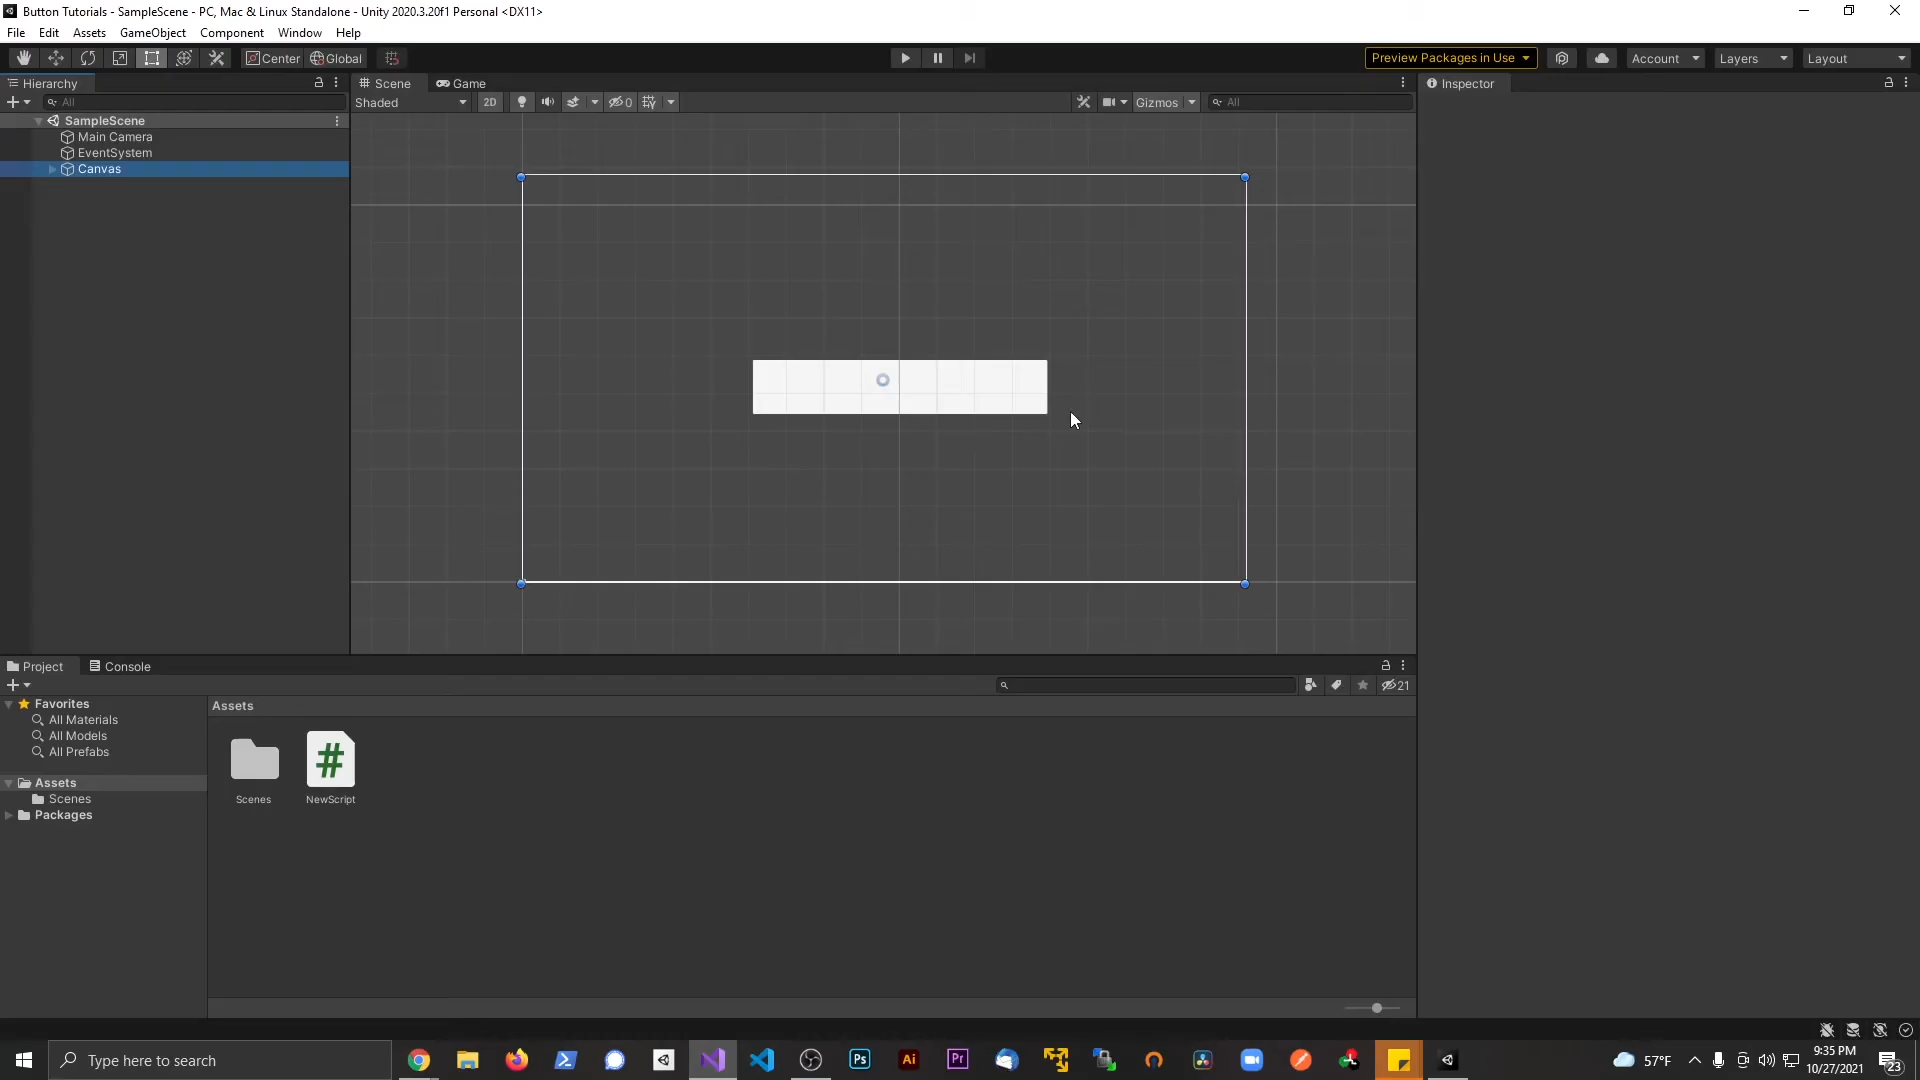 Button Tutorials - SampleScene - PC, Mac & Linux Standalone - Unity 2020.3.20f1 Personal <DX11>
File Edit Assets GameObject Component Window Help
Center Global Preview Packages in Use Account Layers Layout
Hierarchy Scene Game Inspector
All Shaded 2D 0 Gizmos All
SampleScene
Main Camera
EventSystem
Canvas
Project Console
21
Favorites
All Materials
All Models
All Prefabs
Assets
Scenes
Packages
Assets
#
Scenes NewScript
Type here to search
Ps Ai Pr
57°F
9:35 PM
10/27/2021
23